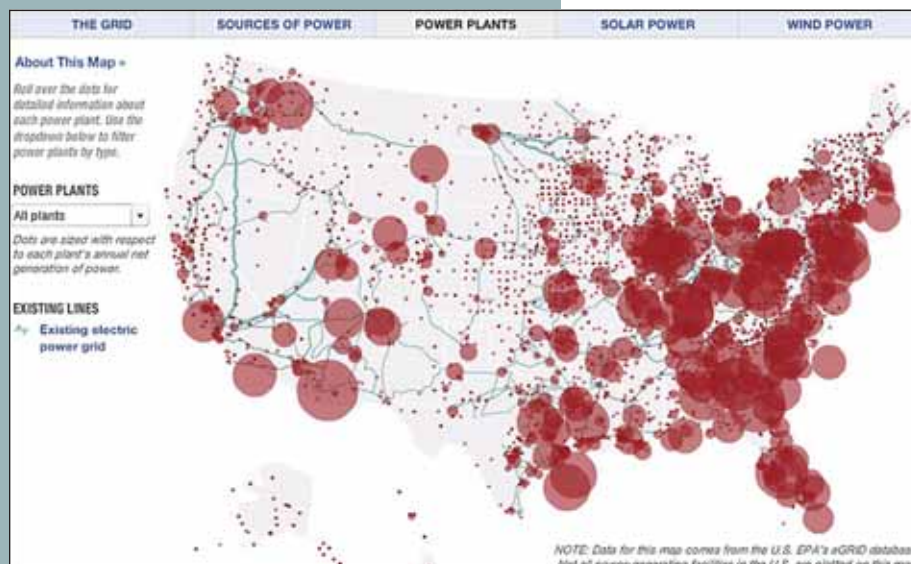 THE GRID
SOURCES OF POWER
POWER PLANTS
SOLAR POWER
WIND POWER
About This Map »
Roll over the dots for
detailed information about
each power plant. Use the
dropdown below to filter
power plants by type.
POWER PLANTS
All plants
Dots are sized with respect
to each plant's annual net
generation of power.
EXISTING LINES
Existing electric
power grid
NOTE: Data for this map comes from the U.S. EPA's eGRID databas